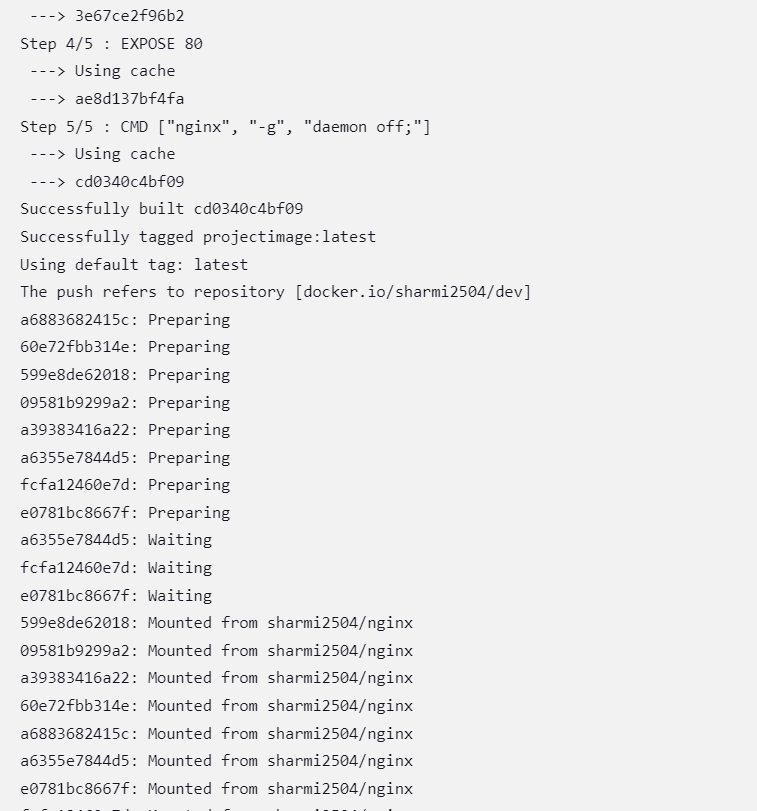 ---> 3e67ce2f96b2
Step 4/5 : EXPOSE 80
---> Using cache
---> ae8d137bf4fa
Step 5/5 : CMD ["nginx", "-g", "daemon off;"]
---> Using cache
---> cd0340c4bf09
Successfully built cd0340c4bf09
Successfully tagged projectimage:latest
Using default tag: latest
The push refers to repository [docker.io/sharmi2504/dev]
a6883682415c: Preparing
60e72fbb314e: Preparing
599e8de62018: Preparing
09581b9299a2: Preparing
a39383416a22: Preparing
a6355e7844d5: Preparing
fcfa12460e7d: Preparing
e0781bc8667f: Preparing
a6355e7844d5: Waiting
fcfa12460e7d: Waiting
e0781bc8667f: Waiting
599e8de62018: Mounted from sharmi2504/nginx
09581b9299a2: Mounted from sharmi2504/nginx
a39383416a22: Mounted from sharmi2504/nginx
60e72fbb314e: Mounted from sharmi2504/nginx
a6883682415c: Mounted from sharmi2504/nginx
a6355e7844d5: Mounted from sharmi2504/nginx
e0781bc8667f: Mounted from sharmi2504/nginx